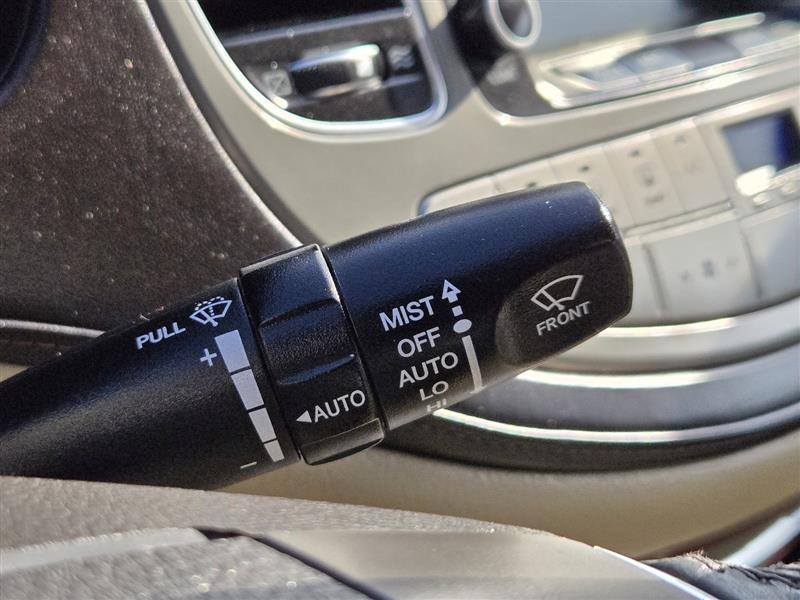 PULL
+
-
◄AUTO
MIST
OFF
AUTO
LO
HI
FRONT